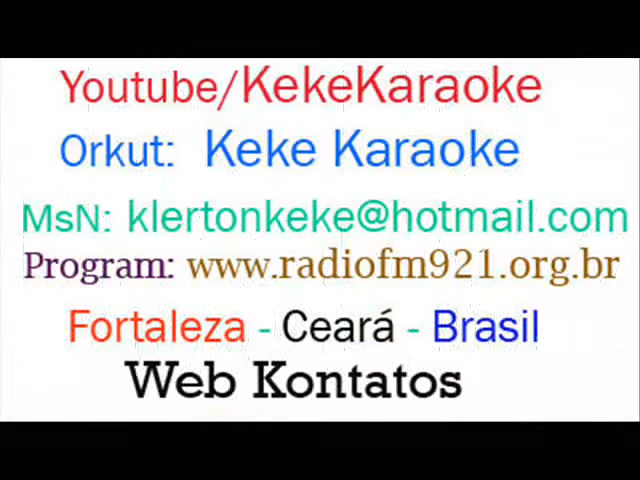 Youtube/KekeKaraoke
Orkut: Keke Karaoke
MsN: klertonkeke@hotmail.com
Program: www.radiofm921.org.br
Fortaleza - Ceará - Brasil
Web Kontatos